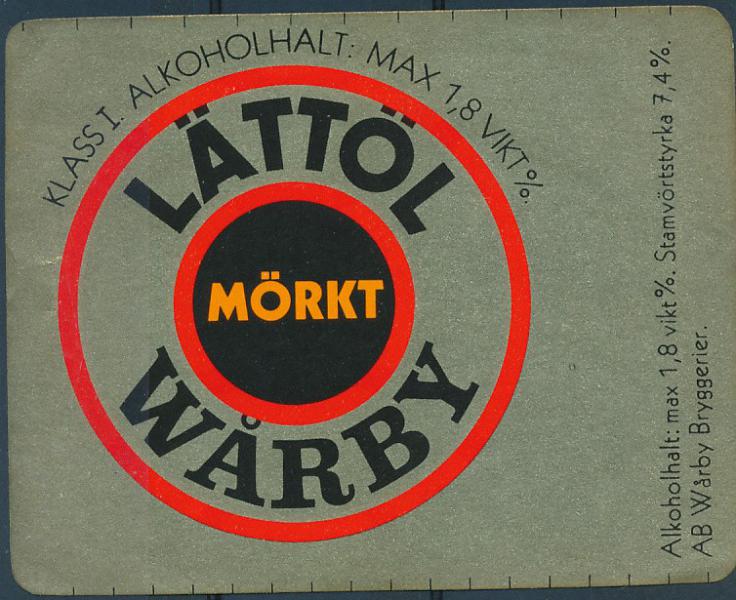 KLASS I. ALKOHOLHALT: MAX 1,8 VIKT %.
LÄTTÖL
MÖRKT
WÅRBY
Alkoholhalt: max 1,8 vikt%. Stamvörtstyrka 7,4%.
AB Wårby Bryggerier.